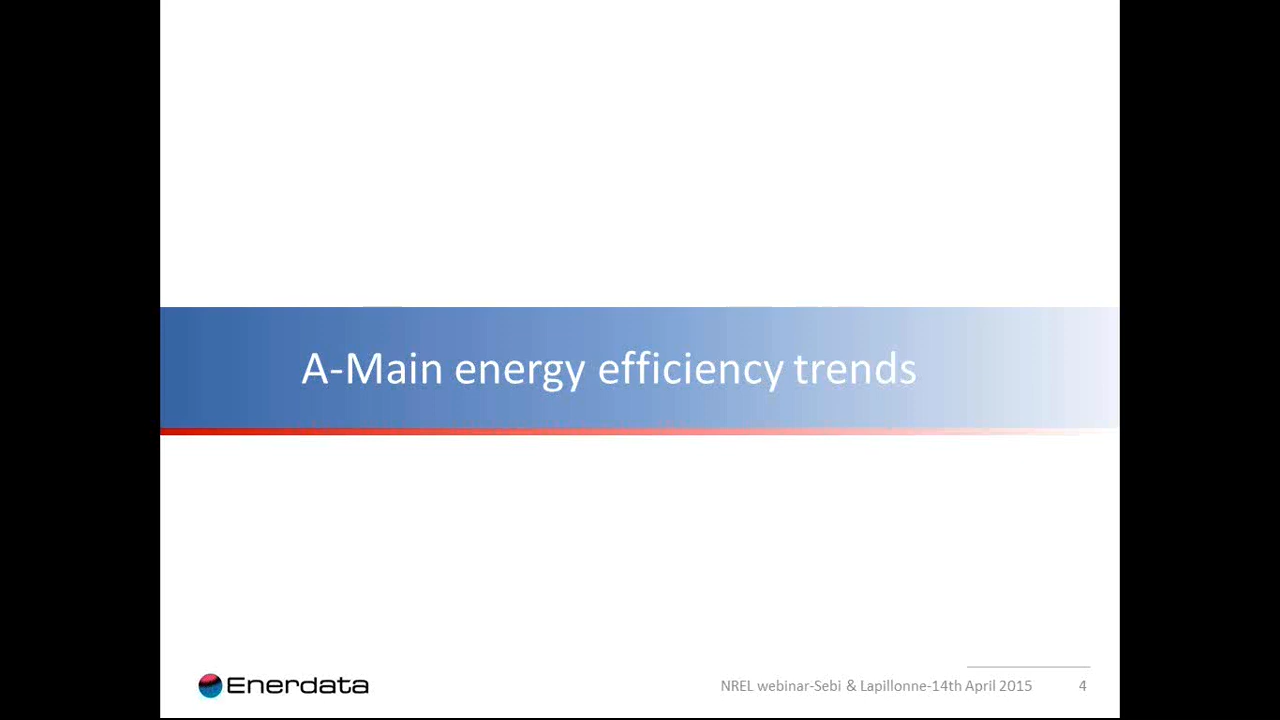 A-Main energy efficiency trends
Enerdata
NREL webinar-Sebi & Lapillonne-14th April 2015
4